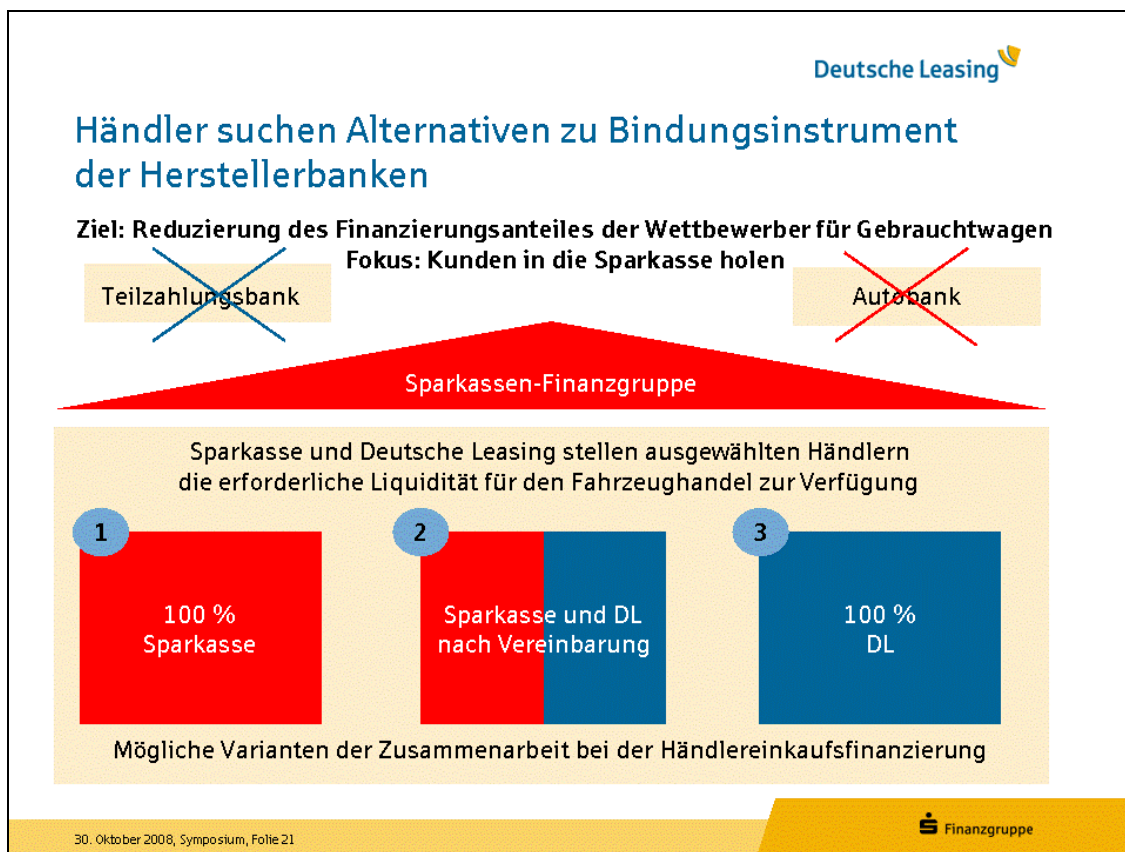 Deutsche Leasing
Händler suchen Alternativen zu Bindungsinstrument
der Herstellerbanken
Ziel: Reduzierung des Finanzierungsanteiles der Wettbewerber für Gebrauchtwagen
Fokus: Kunden in die Sparkasse holen
Teilzahlungsbank
Autobank
Sparkassen-Finanzgruppe
Sparkasse und Deutsche Leasing stellen ausgewählten Händlern
die erforderliche Liquidität für den Fahrzeughandel zur Verfügung
1
100 %
Sparkasse
2
Sparkasse und DL
nach Vereinbarung
3
100 %
DL
Mögliche Varianten der Zusammenarbeit bei der Händlereinkaufsfinanzierung
30. Oktober 2008, Symposium, Folie 21
Finanzgruppe